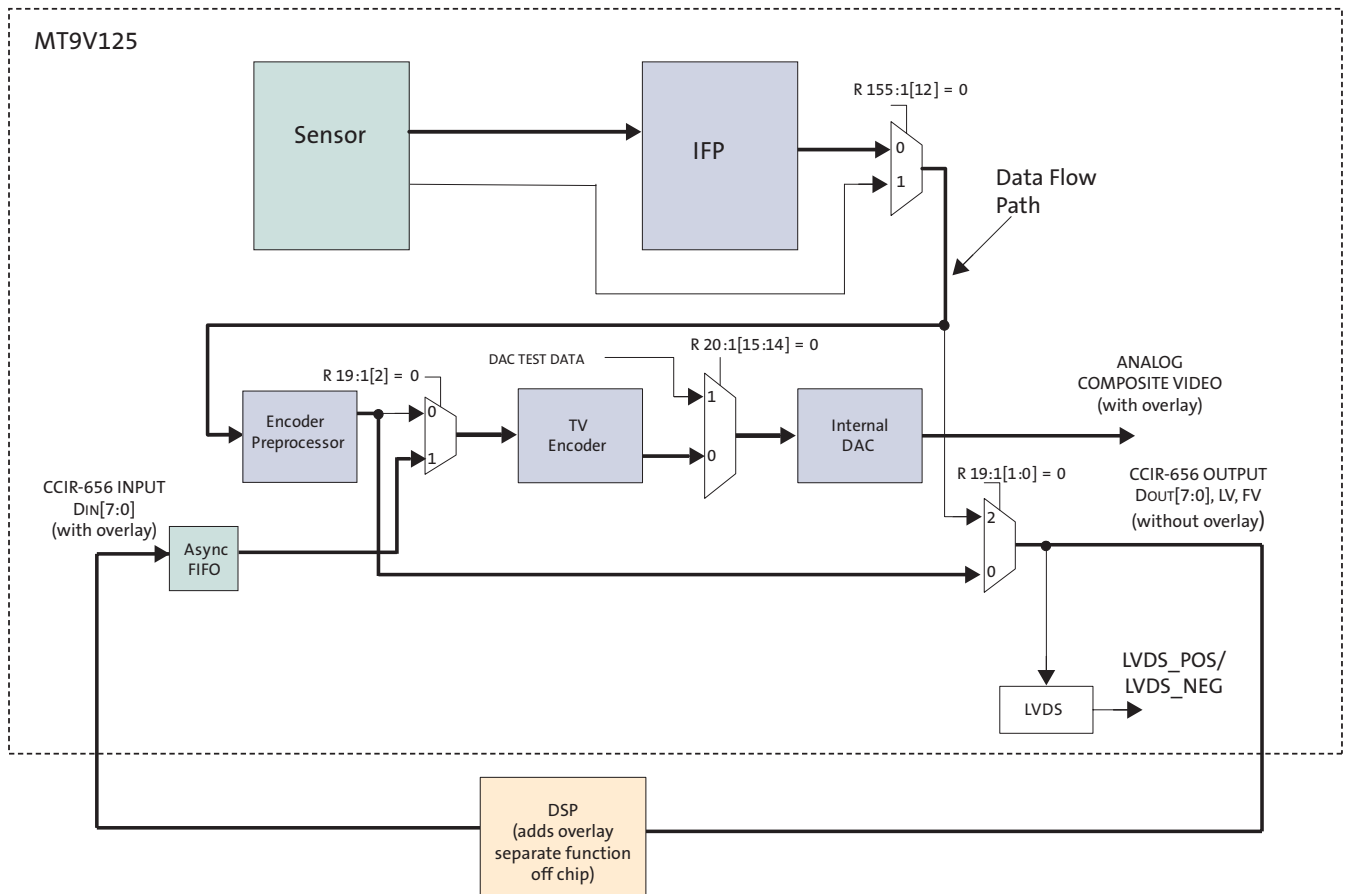 MT9V125
Sensor
IFP
R 155:1[12] = 0
0
1
Data Flow
Path
R 19:1[2] = 0
DAC TEST DATA
R 20:1[15:14] = 0
ANALOG
COMPOSITE VIDEO
(with overlay)
Encoder
Preprocessor
0
1
TV
Encoder
1
0
Internal
DAC
R 19:1[1:0] = 0
CCIR-656 OUTPUT
DOUT[7:0], LV, FV
(without overlay)
2
0
CCIR-656 INPUT
DIN[7:0]
(with overlay)
Async
FIFO
LVDS_POS/
LVDS_NEG
LVDS
DSP
(adds overlay
separate function
off chip)